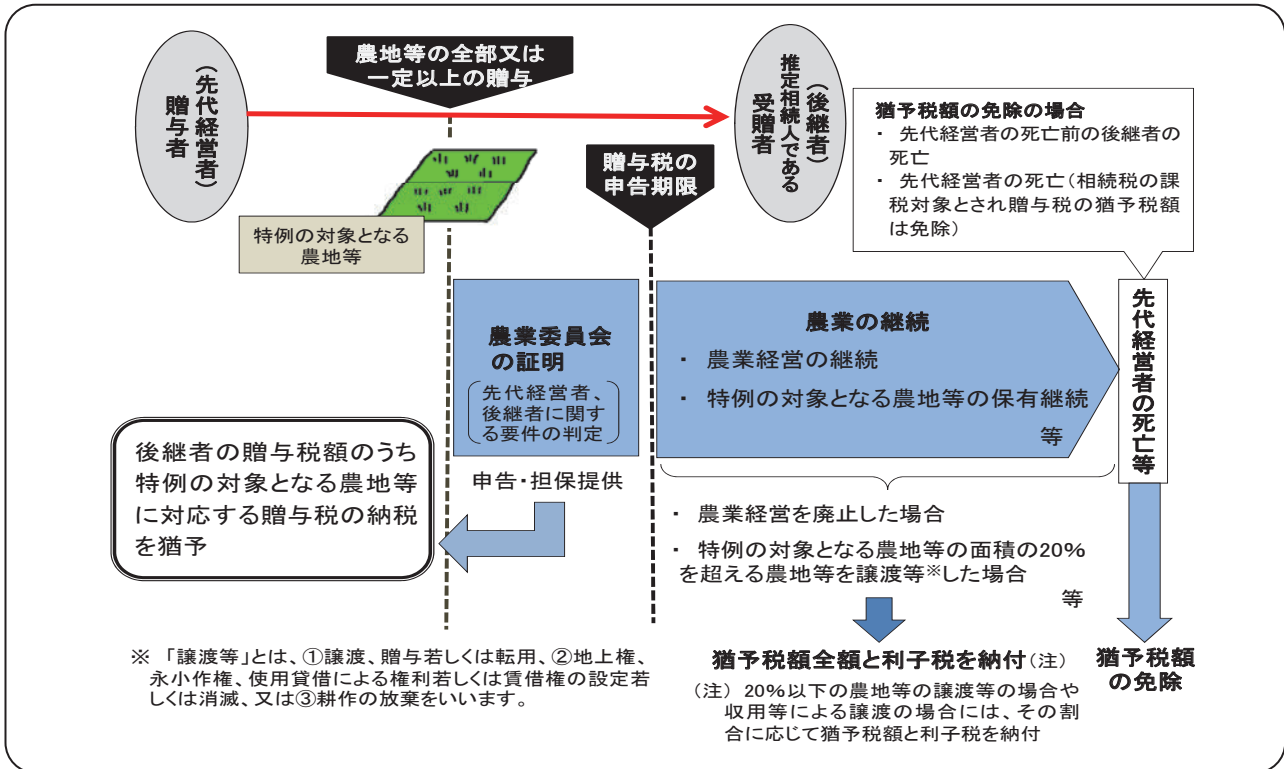 (先代経営者)
贈与者
農地等の全部又は
一定以上の贈与
(後継者)
推定相続人である
受贈者
特例の対象となる
農地等
贈与税の
申告期限
猶予税額の免除の場合
・ 先代経営者の死亡前の後継者の
死亡
・ 先代経営者の死亡(相続税の課
税対象とされ贈与税の猶予税額
は免除)
農業委員会
の証明
先代経営者、
後継者に関す
る要件の判定
申告・担保提供
後継者の贈与税額のうち
特例の対象となる農地等
に対応する贈与税の納税
を猶予
農業の継続
・ 農業経営の継続
・ 特例の対象となる農地等の保有継続
等
先代経営者の死亡等
・ 農業経営を廃止した場合
・ 特例の対象となる農地等の面積の20%
を超える農地等を譲渡等※した場合
等
猶予税額全額と利子税を納付(注)
(注) 20%以下の農地等の譲渡等の場合や
収用等による譲渡の場合には、その割
合に応じて猶予税額と利子税を納付
猶予税額
の免除
※ 「譲渡等」とは、①譲渡、贈与若しくは転用、②地上権、
永小作権、使用貸借による権利若しくは賃借権の設定若
しくは消滅、又は③耕作の放棄をいいます。